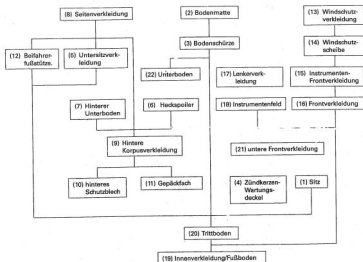 (8) Seitenverkleidung
(2) Bodenmatte
(13) Windschutz-
verkleidung
(12) Beifahrer-
fußstütze.
(5) Untersitzver-
kleidung
(3) Bodenschürze
(14) Windschutz-
scheibe
(22) Unterboden
(17) Lenkerver-
kleidung
(15) Instrumenten-
Frontverkleidung
(7) Hinterer
Unterboden
(6) Heckspoiler
(18) Instrumentenfeld
(16) Frontverkleidung
(9) Hintere
Korpusverkleidung
(21) untere Frontverkleidung
(10) hinteres
Schutzblech
(11) Gepäckfach
(4) Zündkerzen-
Wartungs-
deckel
(1) Sitz
(20) Trittboden
(19) Innenverkleidung/Fußboden